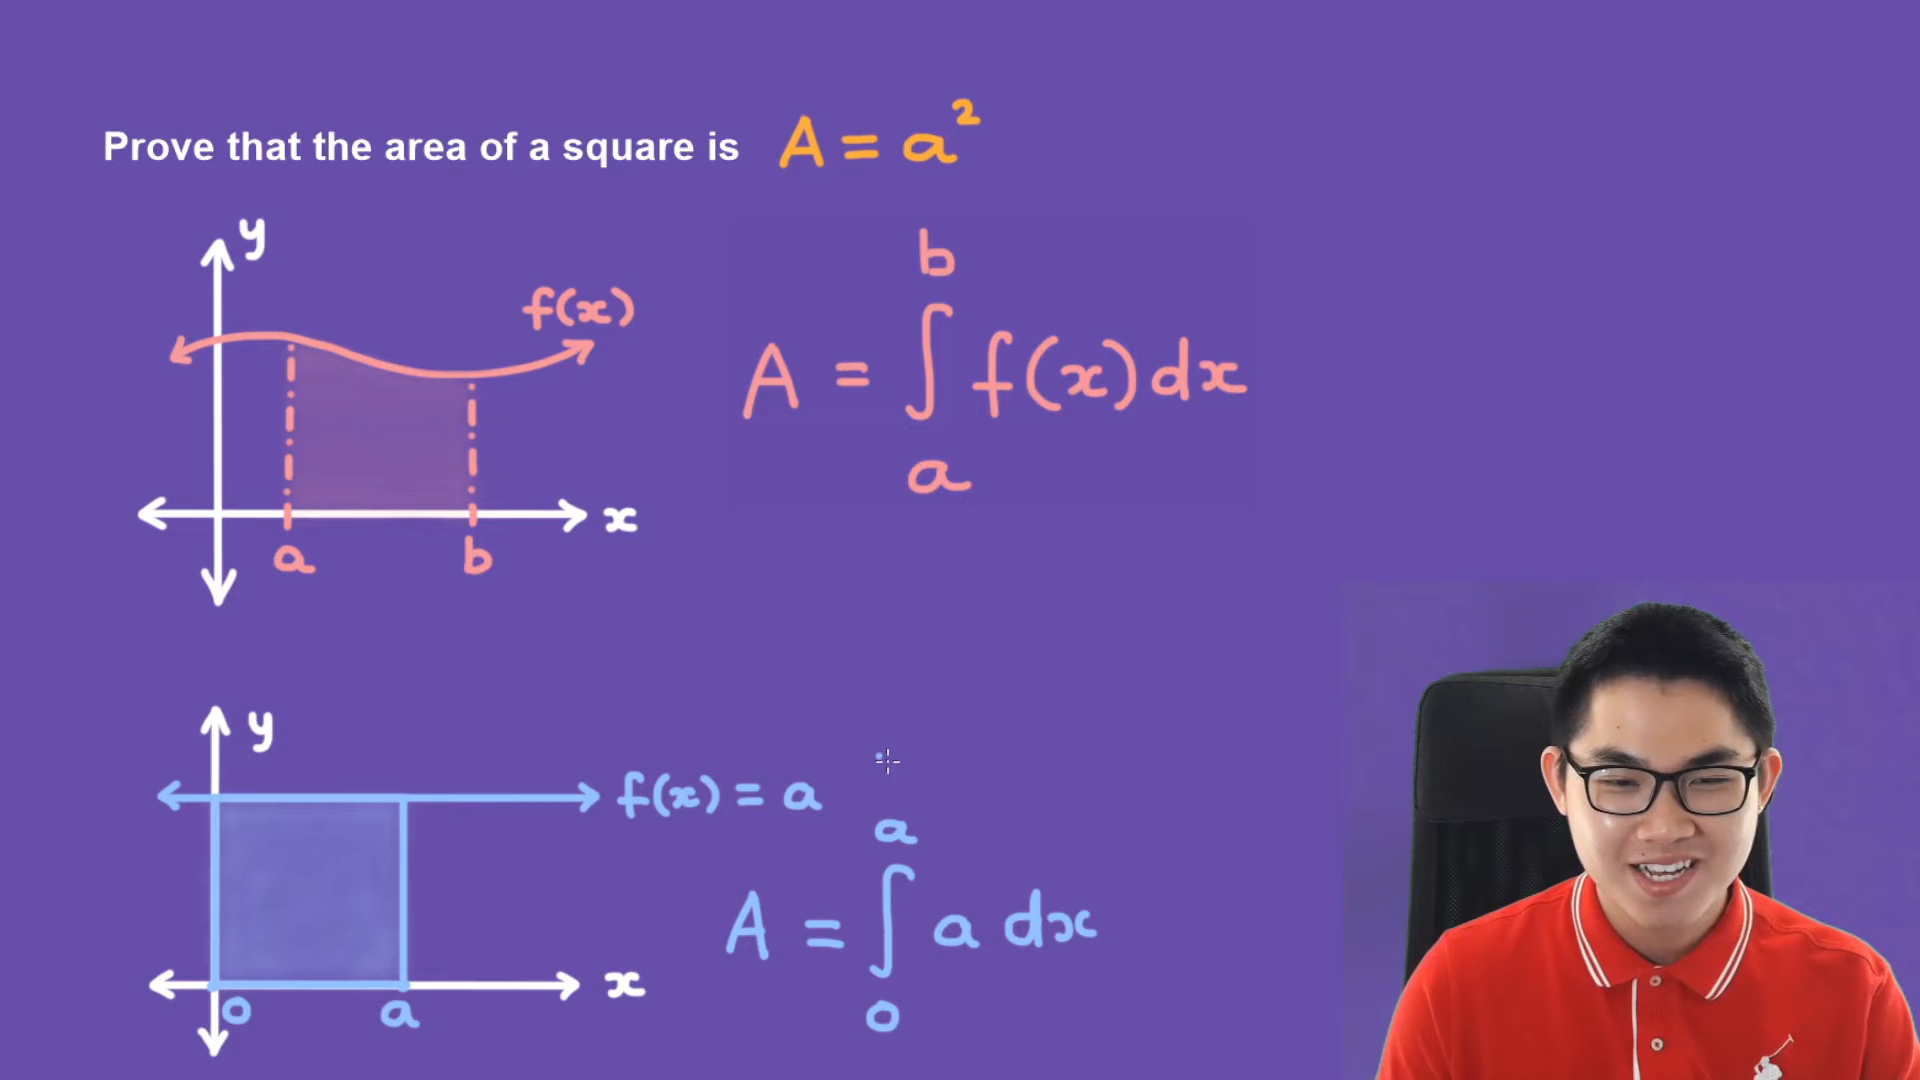 Prove that the area of a square is A = a²
y
f(x)
b
A = ∫ f(x) dx
a
x
a b
y
f(x) = a
a
A = ∫ a dx
0
x
0 a